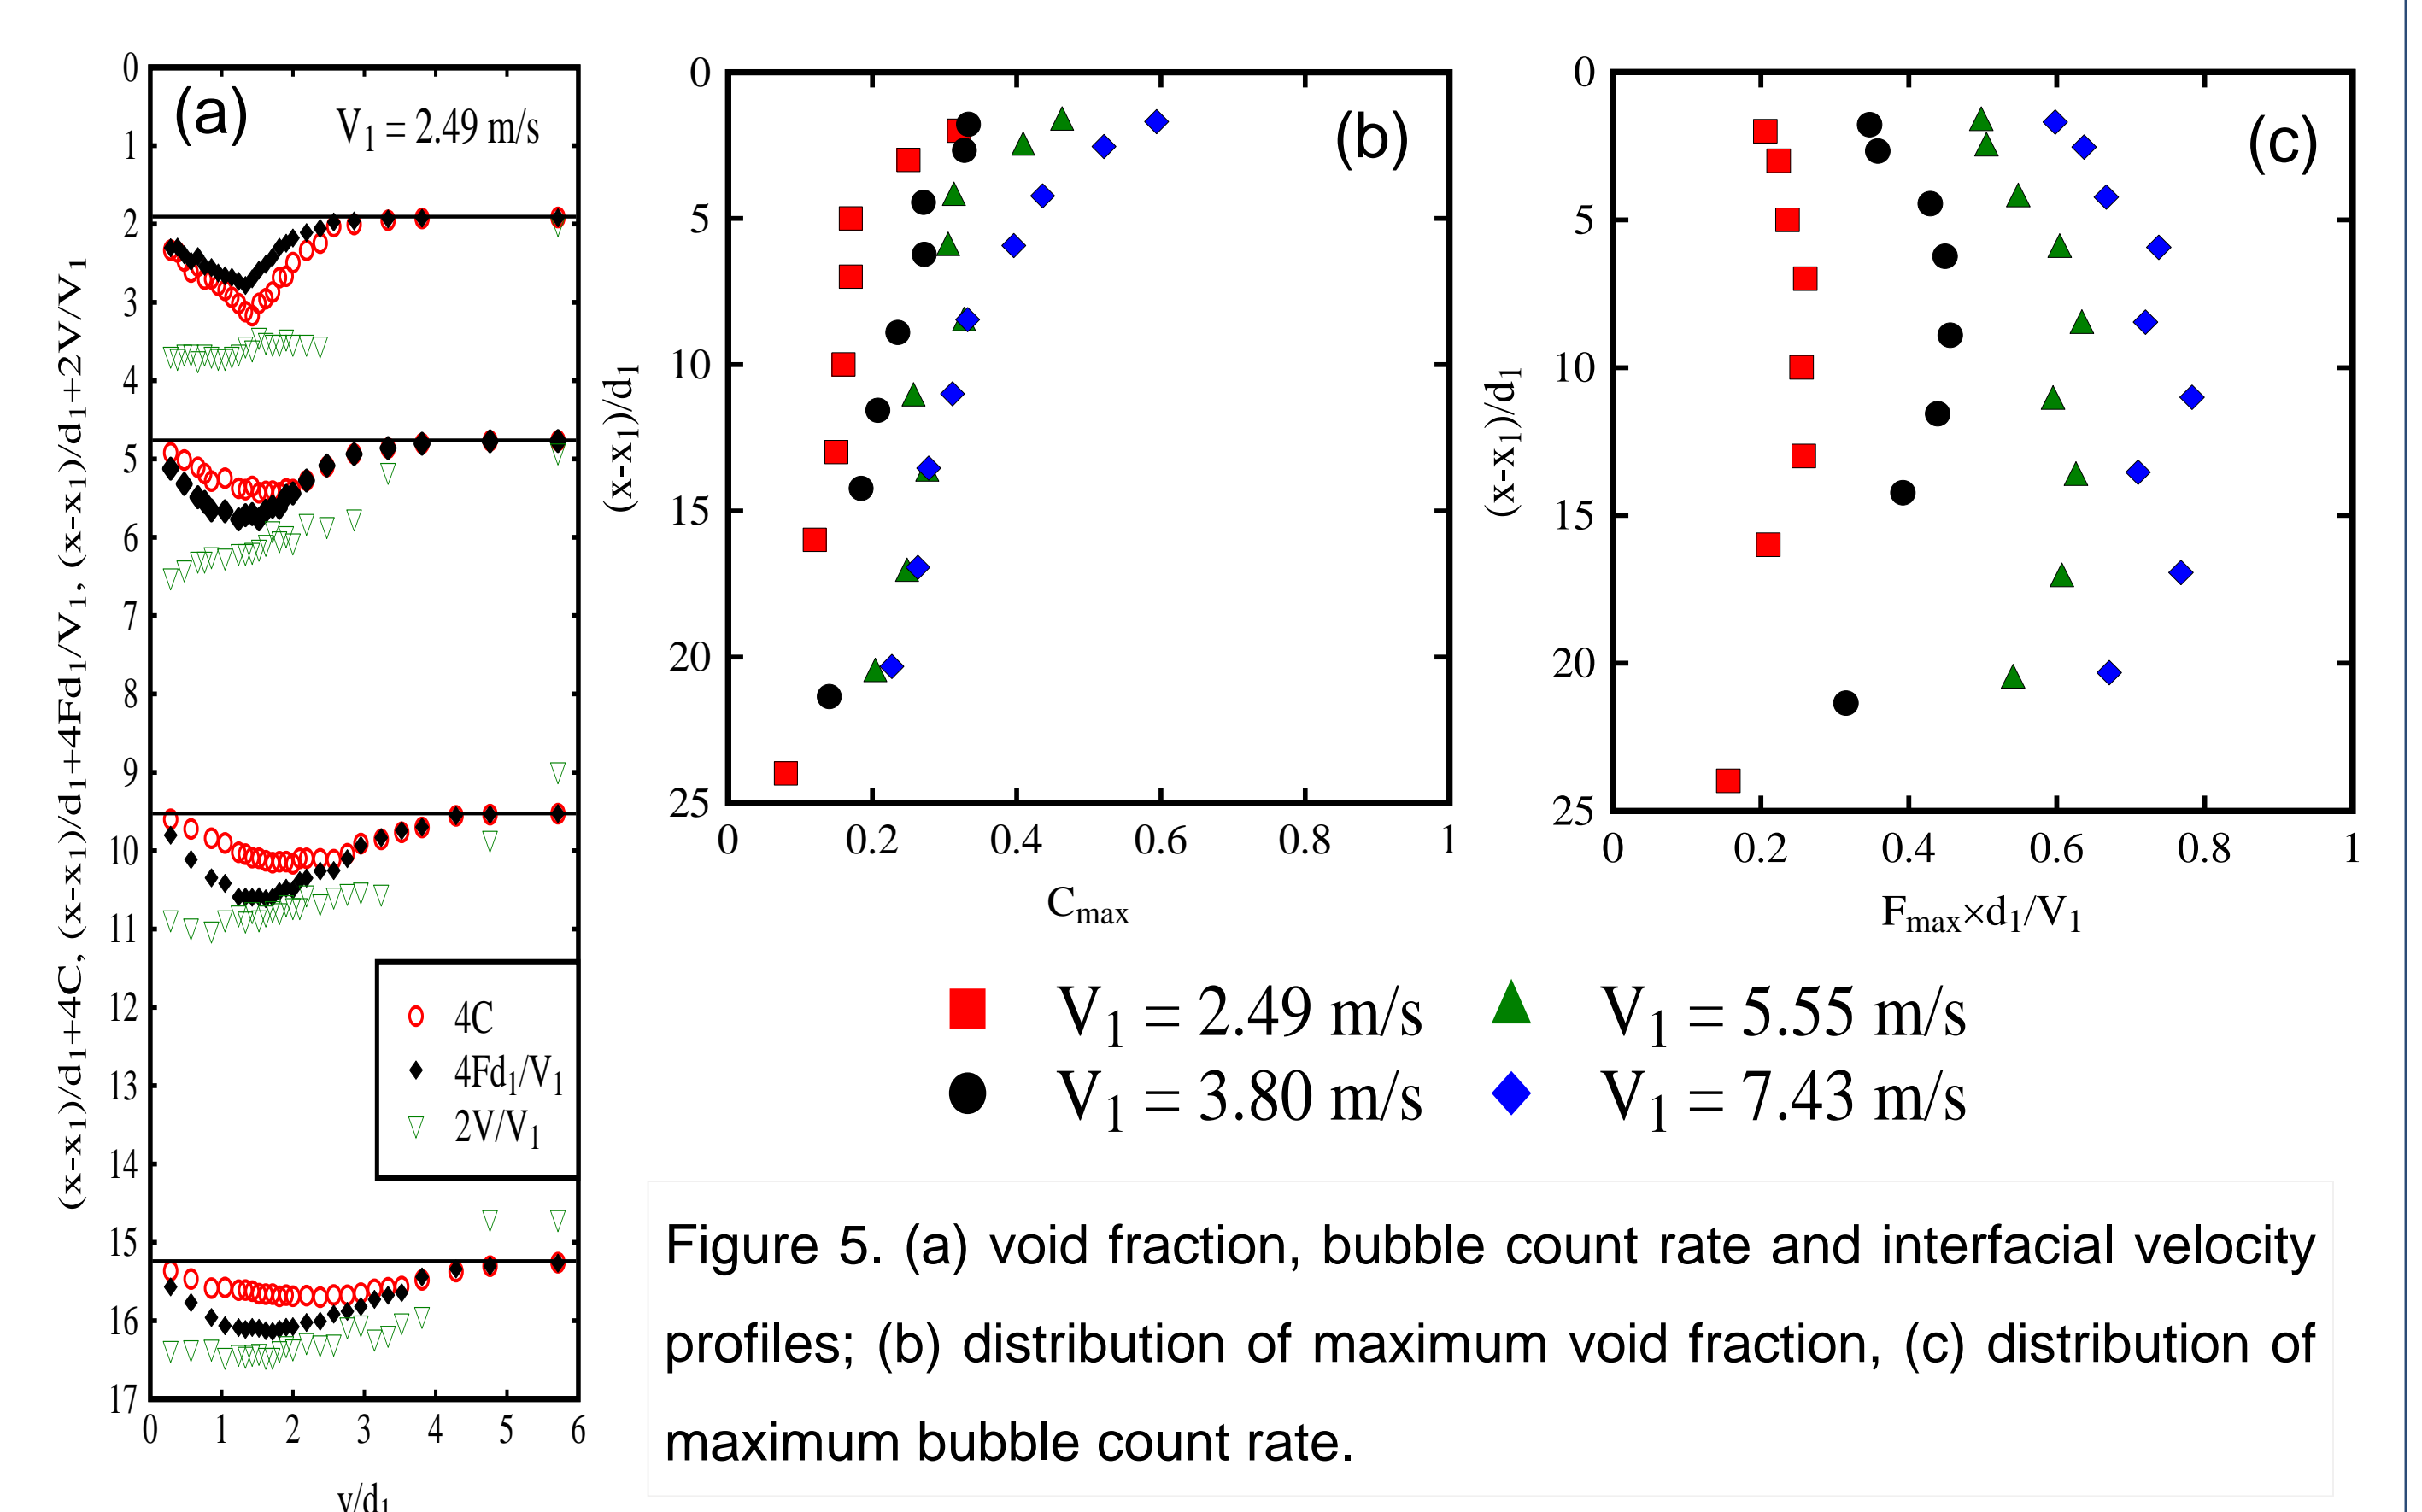 (a)
V1 = 2.49 m/s
0
1
2
3
4
5
6
7
8
9
10
11
12
13
14
15
16
17
0 1 2 3 4 5 6
y/d1
(x-x1)/d1+4C, (x-x1)/d1+4Fd1/V1, (x-x1)/d1+2V/V1
4C
4Fd1/V1
2V/V1
(b)
0
5
10
15
20
25
0 0.2 0.4 0.6 0.8 1
(x-x1)/d1
Cmax
(c)
0
5
10
15
20
25
0 0.2 0.4 0.6 0.8 1
(x-x1)/d1
Fmax×d1/V1
V1 = 2.49 m/s
V1 = 5.55 m/s
V1 = 3.80 m/s
V1 = 7.43 m/s
Figure 5. (a) void fraction, bubble count rate and interfacial velocity
profiles; (b) distribution of maximum void fraction, (c) distribution of
maximum bubble count rate.